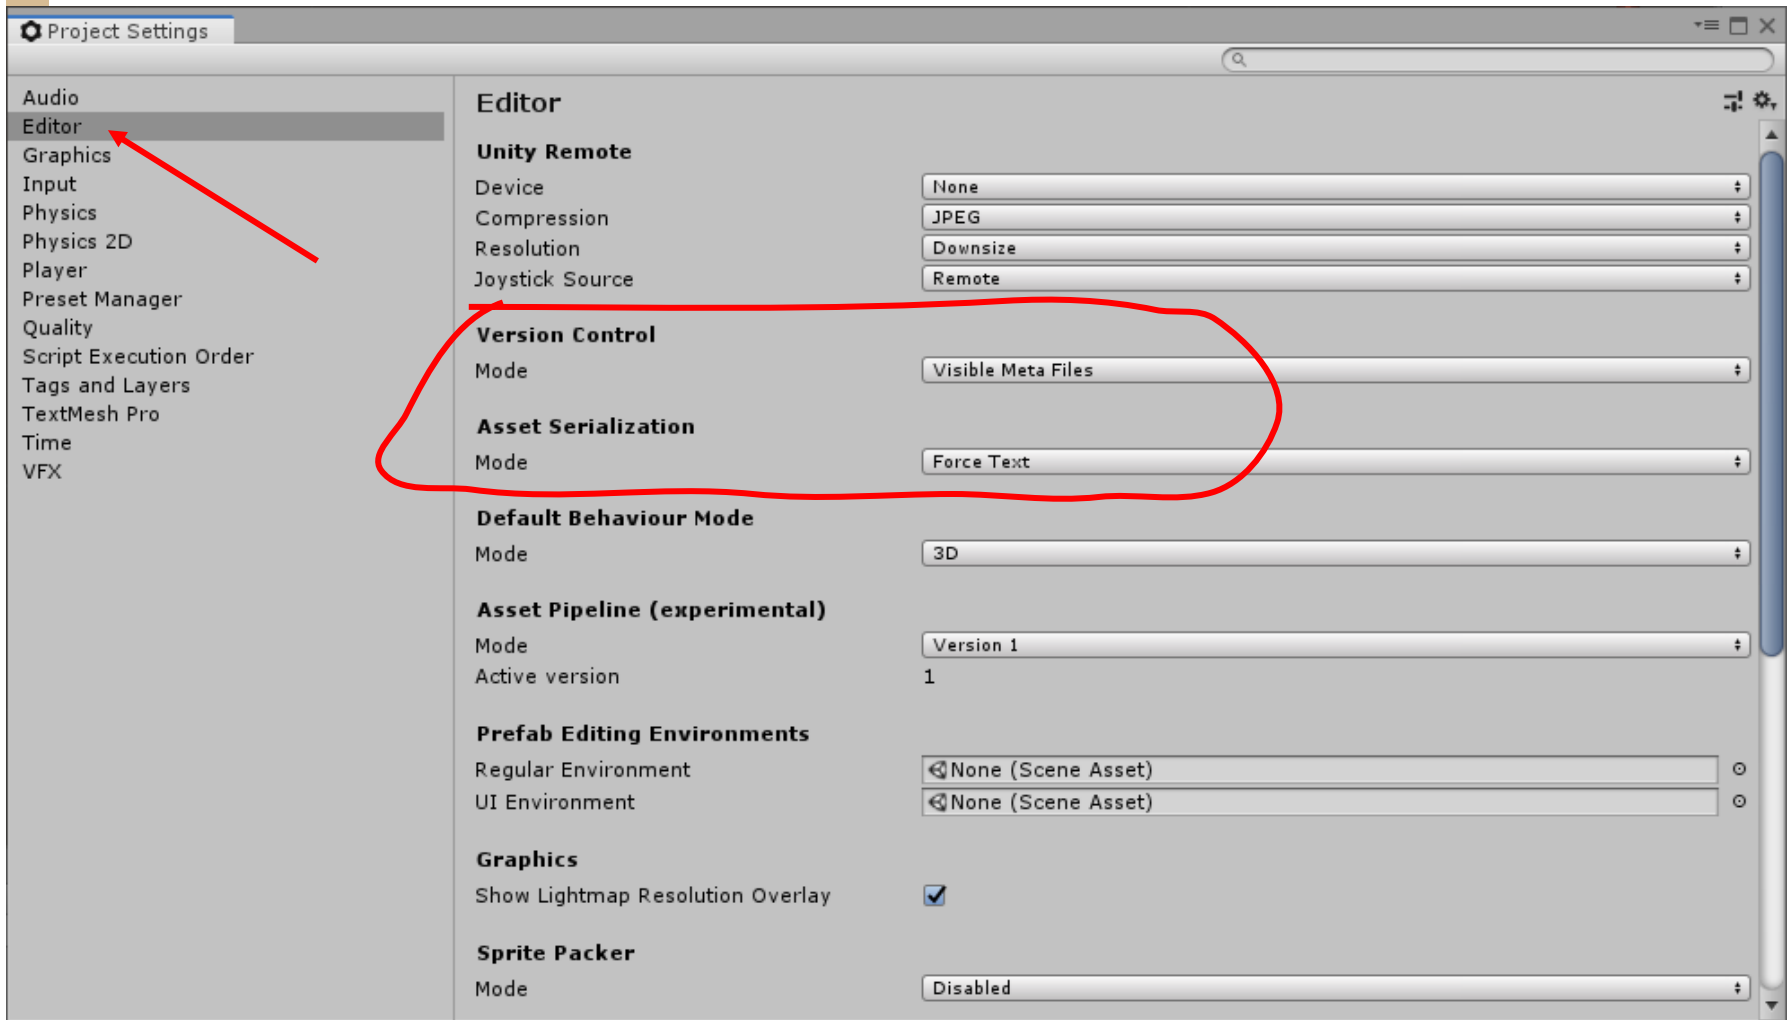 Project Settings
Audio
Editor
Graphics
Input
Physics
Physics 2D
Player
Preset Manager
Quality
Script Execution Order
Tags and Layers
TextMesh Pro
Time
VFX
Editor
Unity Remote
Device None
Compression JPEG
Resolution Downsize
Joystick Source Remote
Version Control
Mode Visible Meta Files
Asset Serialization
Mode Force Text
Default Behaviour Mode
Mode 3D
Asset Pipeline (experimental)
Mode Version 1
Active version 1
Prefab Editing Environments
Regular Environment None (Scene Asset)
UI Environment None (Scene Asset)
Graphics
Show Lightmap Resolution Overlay
Sprite Packer
Mode Disabled